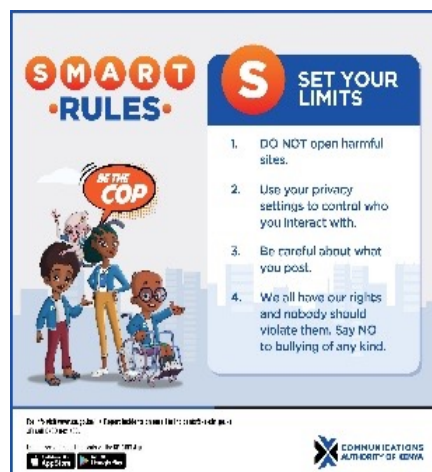 SMART
•RULES•
BE THE
COP
S
SET YOUR
LIMITS
1. DO NOT open harmful
sites.
2. Use your privacy
settings to control who
you interact with.
3. Be careful about what
you post.
4. We all have our rights
and nobody should
violate them. Say NO
to bullying of any kind.
App Store
Google Play
COMMUNICATIONS
AUTHORITY OF KENYA